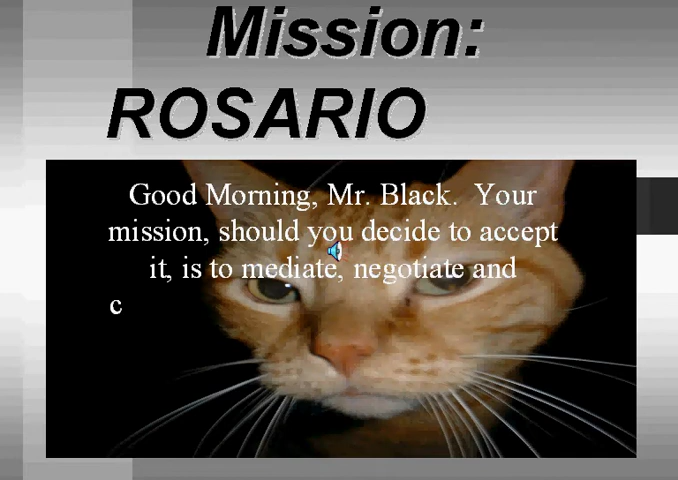 Mission:
ROSARIO
Good Morning, Mr. Black. Your
mission, should you decide to accept
it, is to mediate, negotiate and
c